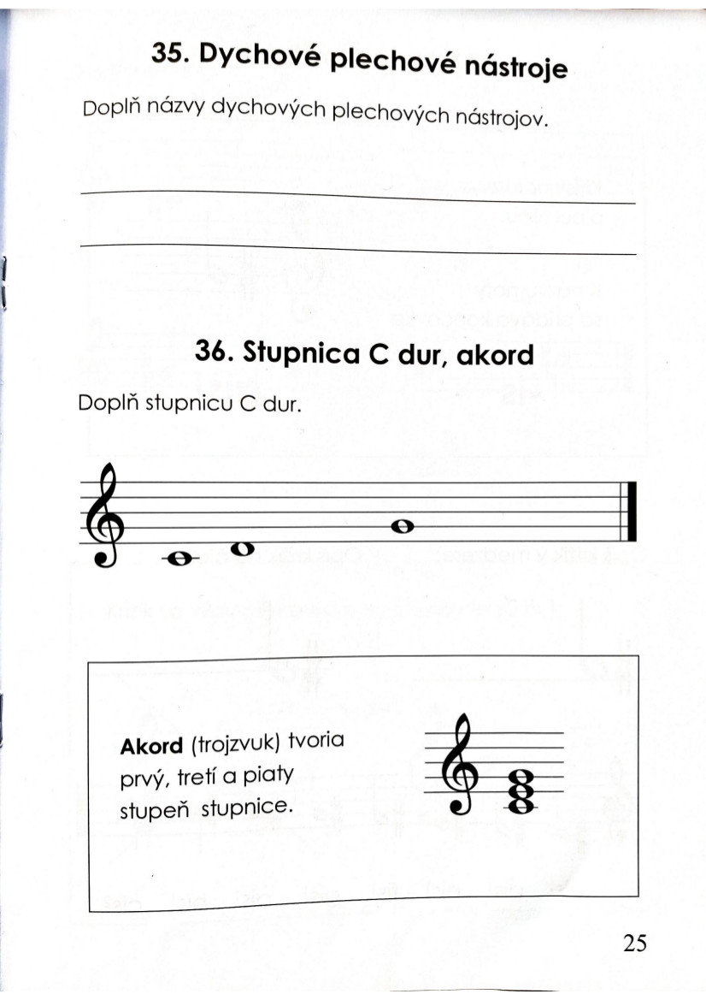 35. Dychové plechové nástroje
Doplň názvy dychových plechových nástrojov.
36. Stupnica C dur, akord
Doplň stupnicu C dur.
Akord (trojzvuk) tvoria
prvý, tretí a piaty
stupeň stupnice.
25